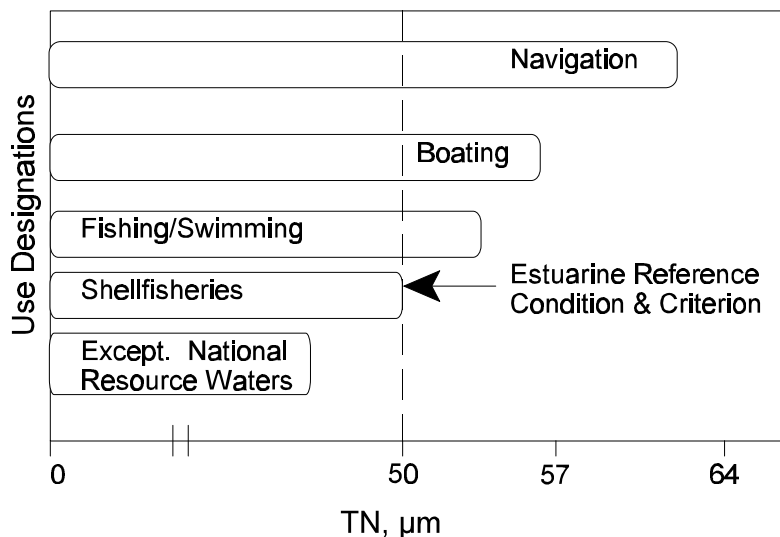 Use Designations
Navigation
Boating
Fishing/Swimming
Shellfisheries
Estuarine Reference
Condition & Criterion
Except. National
Resource Waters
0
50
57
64
TN, µm